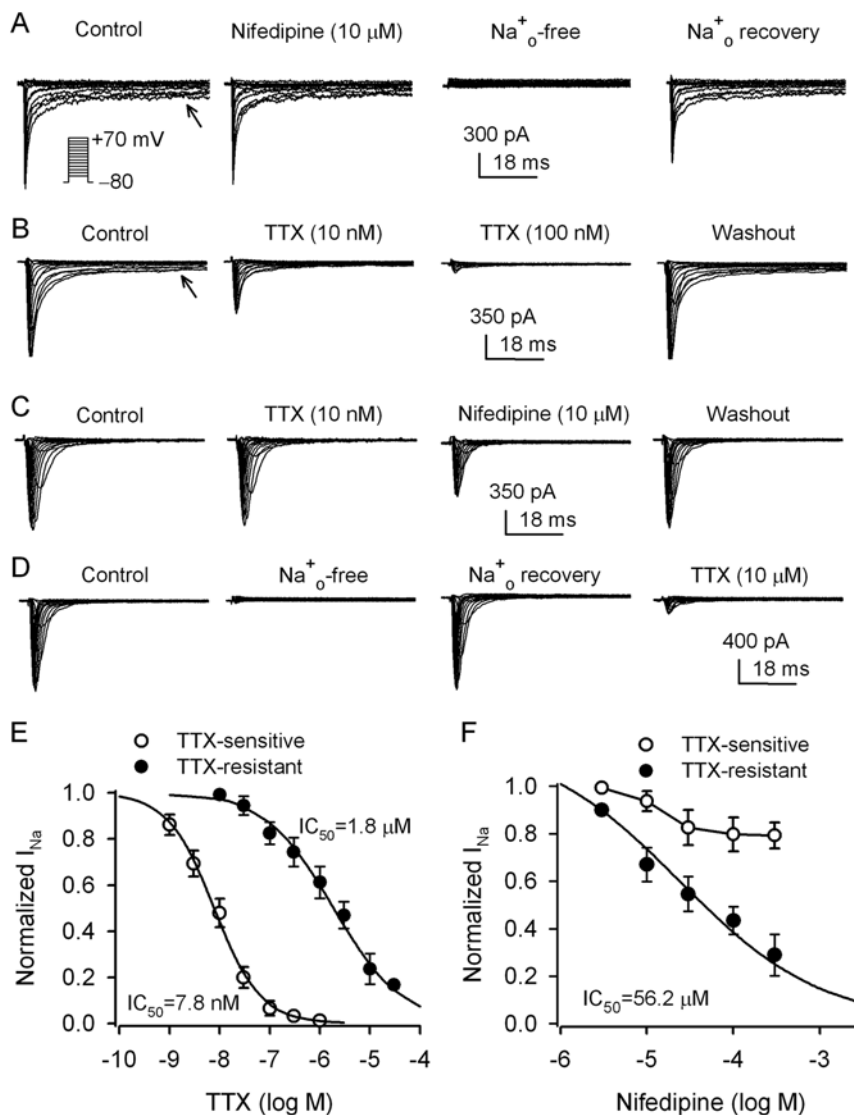 A
Control
Nifedipine (10 μM)
Na⁺ₒ-free
Na⁺ₒ recovery
+70 mV
−80
300 pA
18 ms
B
Control
TTX (10 nM)
TTX (100 nM)
Washout
350 pA
18 ms
C
Control
TTX (10 nM)
Nifedipine (10 μM)
Washout
350 pA
18 ms
D
Control
Na⁺ₒ-free
Na⁺ₒ recovery
TTX (10 μM)
400 pA
18 ms
E
TTX-sensitive
TTX-resistant
Normalized I_Na
1.0
0.8
0.6
0.4
0.2
0.0
IC₅₀=1.8 μM
IC₅₀=7.8 nM
-10 -9 -8 -7 -6 -5 -4
TTX (log M)
F
TTX-sensitive
TTX-resistant
Normalized I_Na
1.0
0.8
0.6
0.4
0.2
0.0
IC₅₀=56.2 μM
-6 -5 -4 -3
Nifedipine (log M)